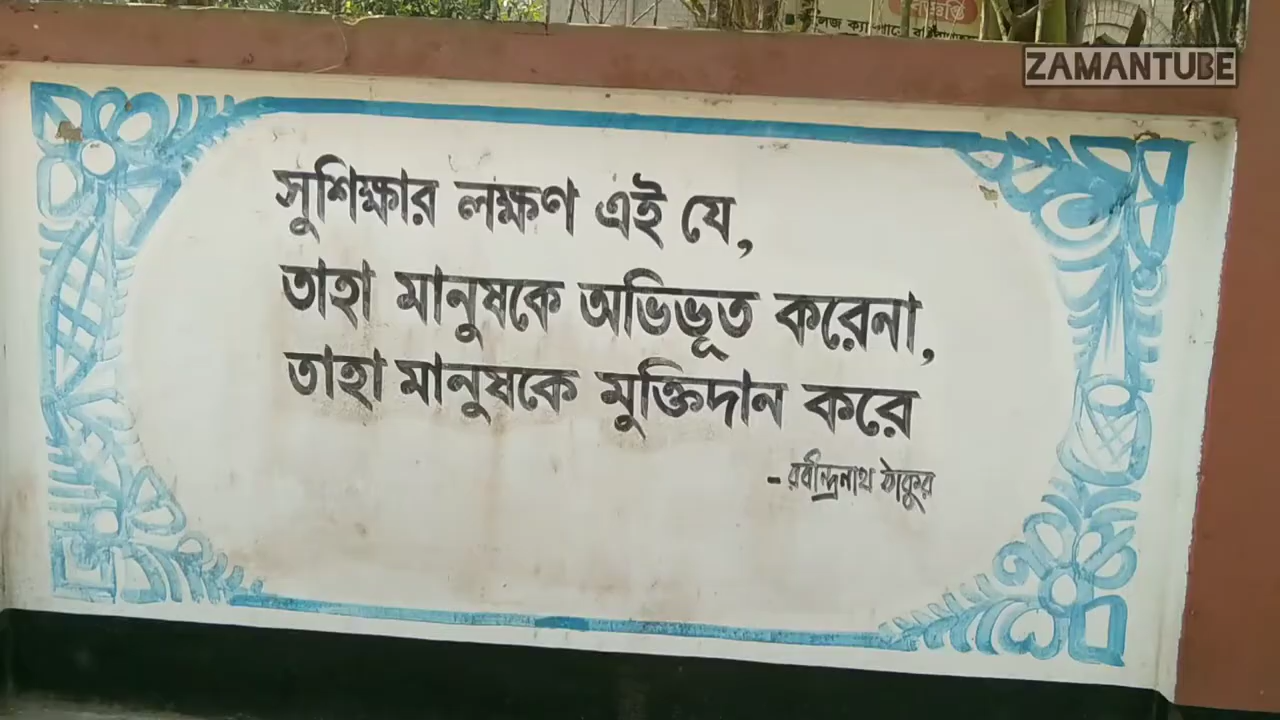 ZAMANTUBE
সুশিক্ষার লক্ষণ এই যে,
তাহা মানুষকে অভিভূত করেনা,
তাহা মানুষকে মুক্তিদান করে
- রবীন্দ্রনাথ ঠাকুর